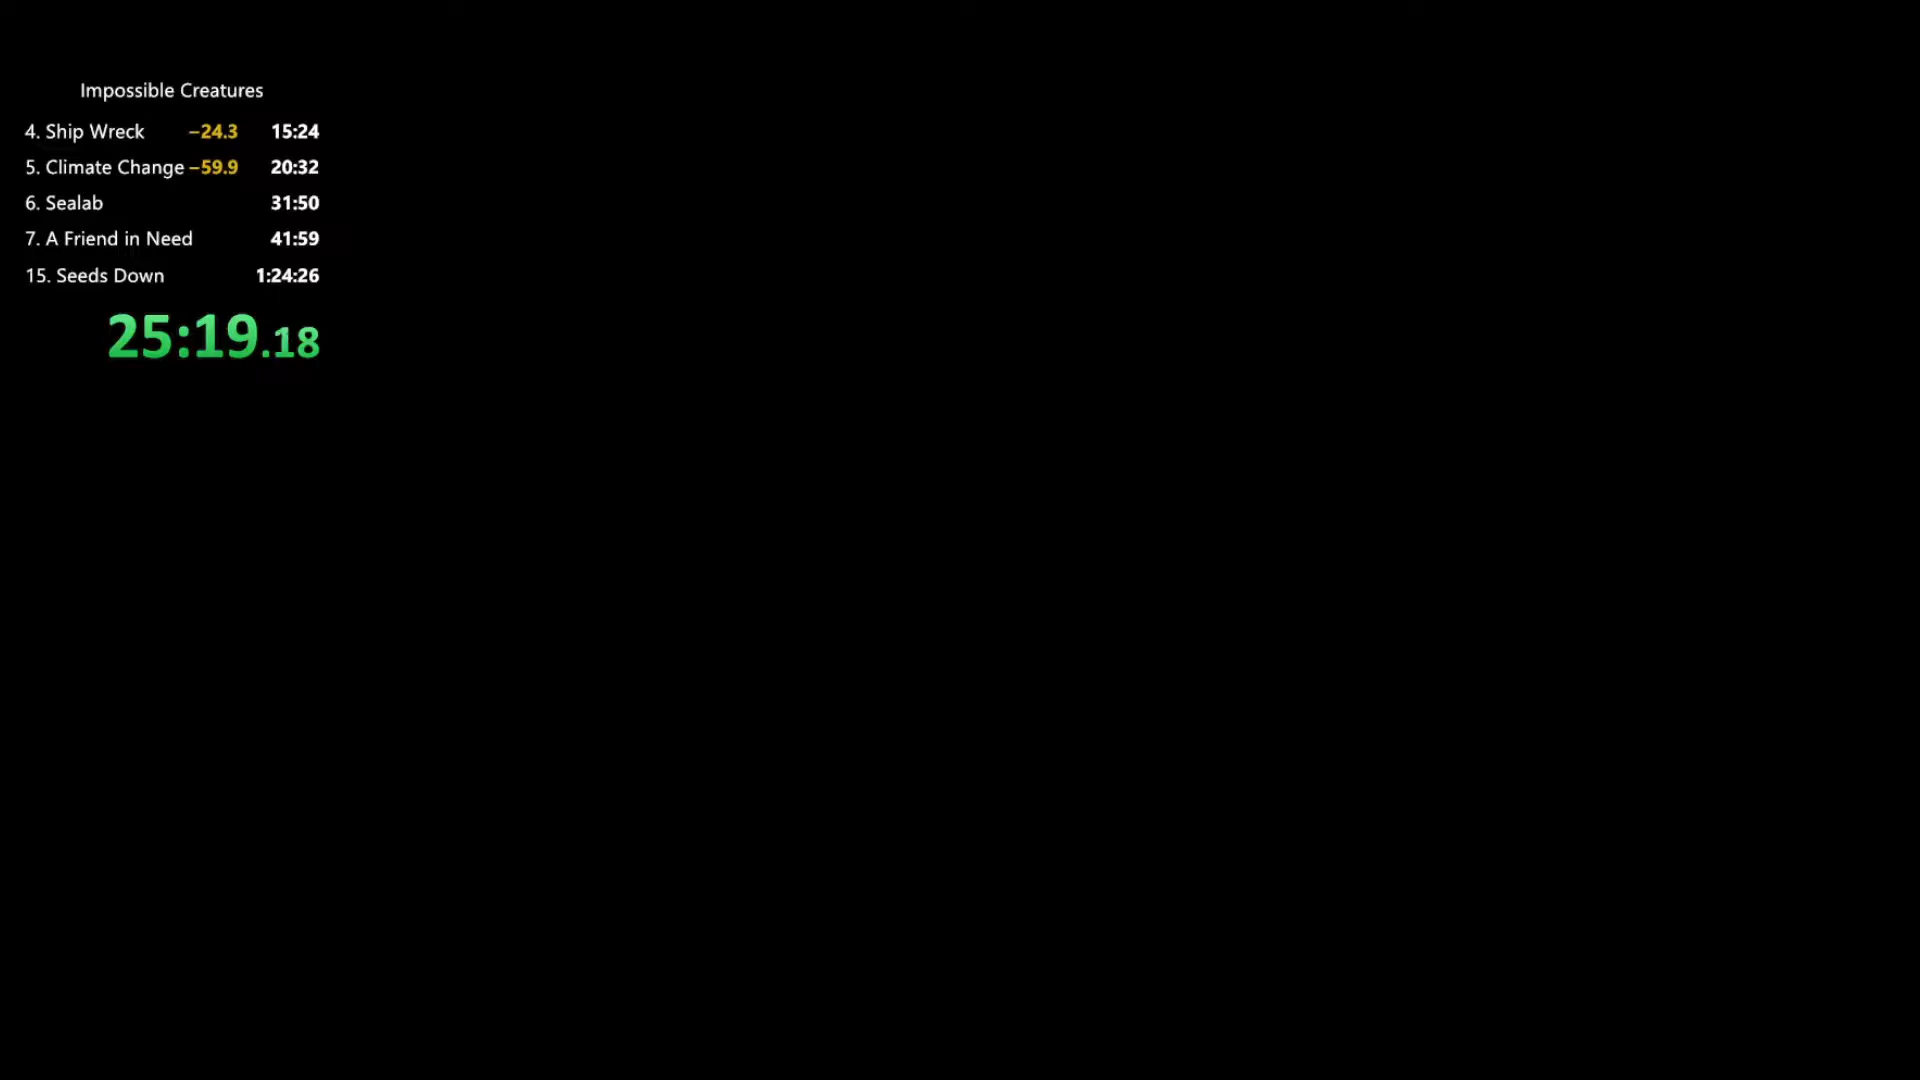 Impossible Creatures
4. Ship Wreck −24.3 15:24
5. Climate Change −59.9 20:32
6. Sealab 31:50
7. A Friend in Need 41:59
15. Seeds Down 1:24:26
25:19.18